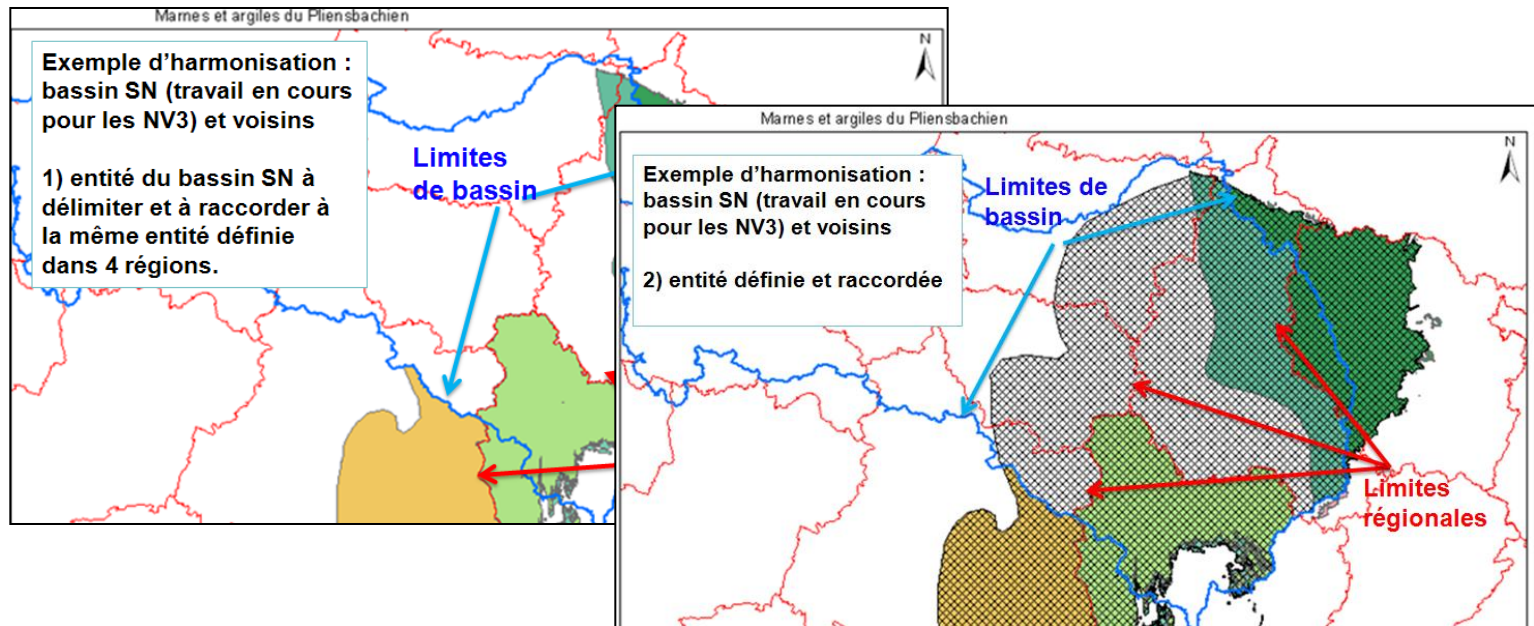 Marnes et argiles du Pliensbachien
Exemple d'harmonisation :
bassin SN (travail en cours
pour les NV3) et voisins
1) entité du bassin SN à
délimiter et à raccorder à
la même entité définie
dans 4 régions.
Limites
de bassin
N
Marnes et argiles du Pliensbachien
Exemple d'harmonisation :
bassin SN (travail en cours
pour les NV3) et voisins
2) entité définie et raccordée
Limites de
bassin
N
Limites
régionales